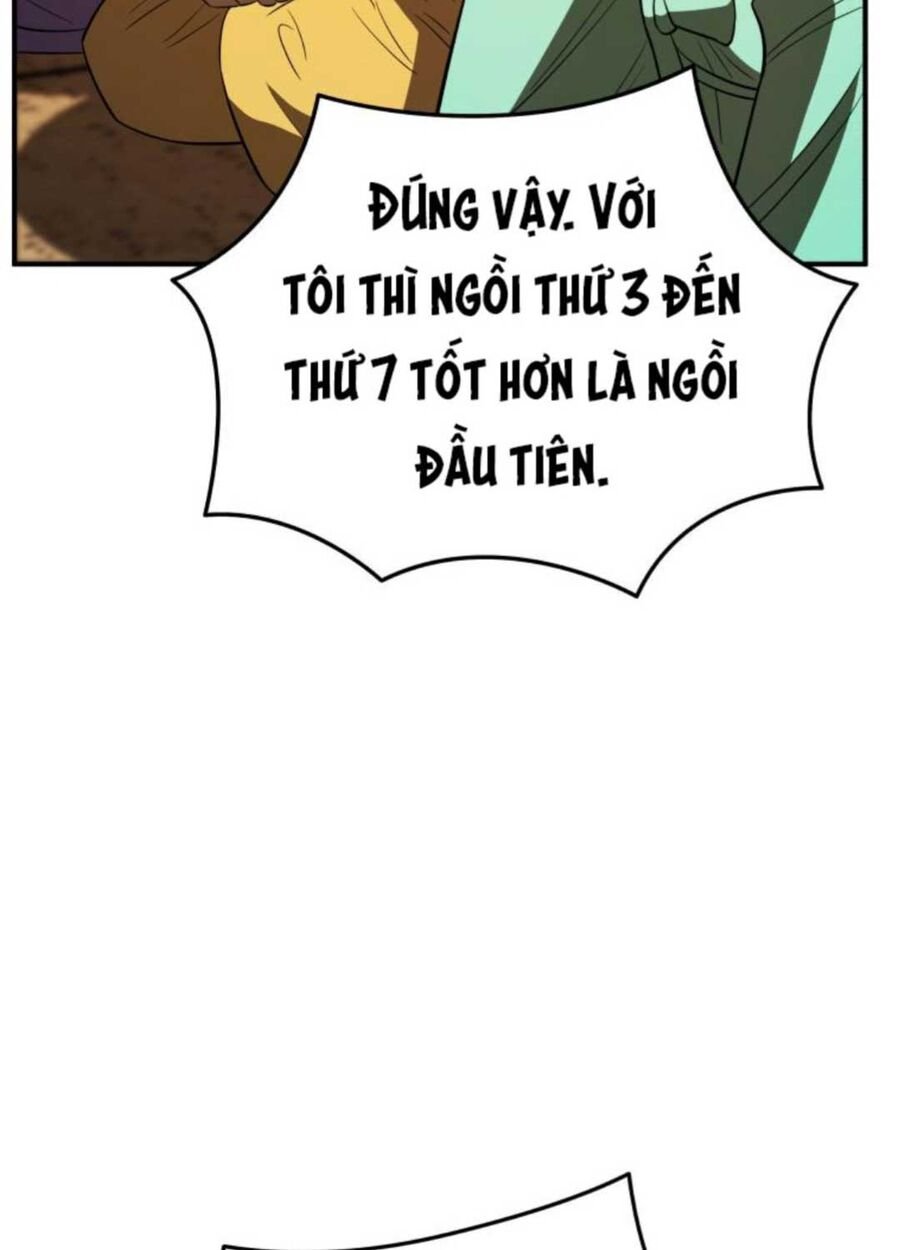 ĐÚNG VẬY. VỚI
TÔI THÌ NGỒI THỨ 3 ĐẾN
THỨ 7 TỐT HƠN LÀ NGỒI
ĐẦU TIÊN.